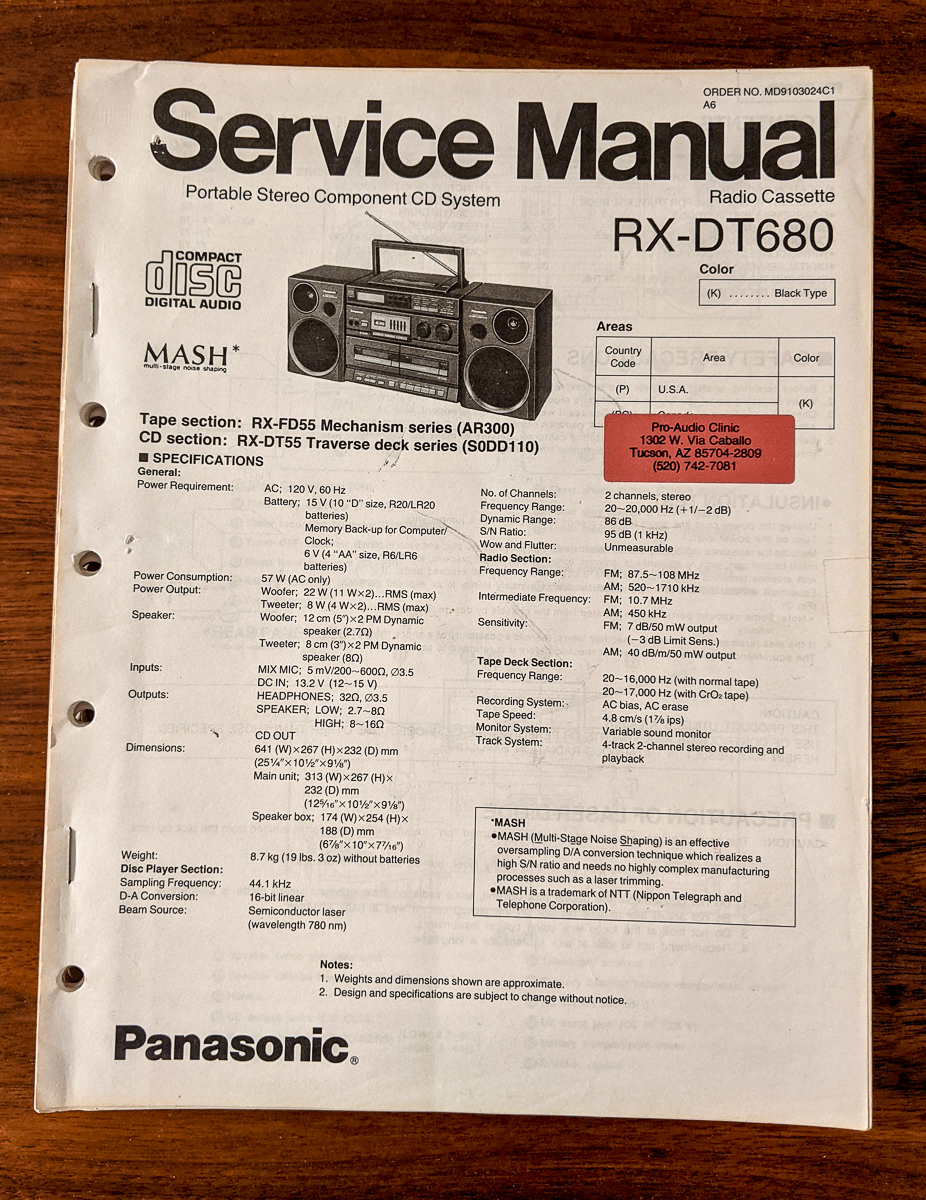 ORDER NO. MD9103024C1
A6
Service Manual
Portable Stereo Component CD System
Radio Cassette
RX-DT680
Color
(K) ........ Black Type
COMPACT
disc
DIGITAL AUDIO
MASH*
multi-stage noise shaping
Areas
Country Code Area Color
(P) U.S.A. (K)
Pro-Audio Clinic
1302 W. Via Caballo
Tucson, AZ 85704-2809
(520) 742-7081
Tape section: RX-FD55 Mechanism series (AR300)
CD section: RX-DT55 Traverse deck series (S0DD110)
■ SPECIFICATIONS
General:
Power Requirement: AC; 120 V, 60 Hz
Battery; 15 V (10 “D” size, R20/LR20
batteries)
Memory Back-up for Computer/
Clock;
6 V (4 “AA” size, R6/LR6
batteries)
Power Consumption: 57 W (AC only)
Power Output: Woofer; 22 W (11 W×2)...RMS (max)
Tweeter; 8 W (4 W×2)...RMS (max)
Speaker: Woofer; 12 cm (5″)×2 PM Dynamic
speaker (2.7Ω)
Tweeter; 8 cm (3″)×2 PM Dynamic
speaker (8Ω)
Inputs: MIX MIC; 5 mV/200~600Ω, ∅3.5
DC IN; 13.2 V (12~15 V)
Outputs: HEADPHONES; 32Ω, ∅3.5
SPEAKER; LOW; 2.7~8Ω
HIGH; 8~16Ω
CD OUT
Dimensions: 641 (W)×267 (H)×232 (D) mm
(25¼″×10½″×9⅛″)
Main unit; 313 (W)×267 (H)×
232 (D) mm
(12⁵⁄₁₆″×10½″×9⅛″)
Speaker box; 174 (W)×254 (H)×
188 (D) mm
(6⅞″×10″×7⁷⁄₁₆″)
Weight: 8.7 kg (19 lbs. 3 oz) without batteries
Disc Player Section:
Sampling Frequency: 44.1 kHz
D-A Conversion: 16-bit linear
Beam Source: Semiconductor laser
(wavelength 780 nm)
No. of Channels: 2 channels, stereo
Frequency Range: 20~20,000 Hz (+1/−2 dB)
Dynamic Range: 86 dB
S/N Ratio: 95 dB (1 kHz)
Wow and Flutter: Unmeasurable
Radio Section:
Frequency Range: FM; 87.5~108 MHz
AM; 520~1710 kHz
Intermediate Frequency: FM; 10.7 MHz
AM; 450 kHz
Sensitivity: FM; 7 dB/50 mW output
(−3 dB Limit Sens.)
AM; 40 dB/m/50 mW output
Tape Deck Section:
Frequency Range: 20~16,000 Hz (with normal tape)
20~17,000 Hz (with CrO₂ tape)
Recording System: AC bias, AC erase
Tape Speed: 4.8 cm/s (1⅞ ips)
Monitor System: Variable sound monitor
Track System: 4-track 2-channel stereo recording and
playback
*MASH
●MASH (Multi-Stage Noise Shaping) is an effective
oversampling D/A conversion technique which realizes a
high S/N ratio and needs no highly complex manufacturing
processes such as a laser trimming.
●MASH is a trademark of NTT (Nippon Telegraph and
Telephone Corporation).
Notes:
1. Weights and dimensions shown are approximate.
2. Design and specifications are subject to change without notice.
Panasonic®